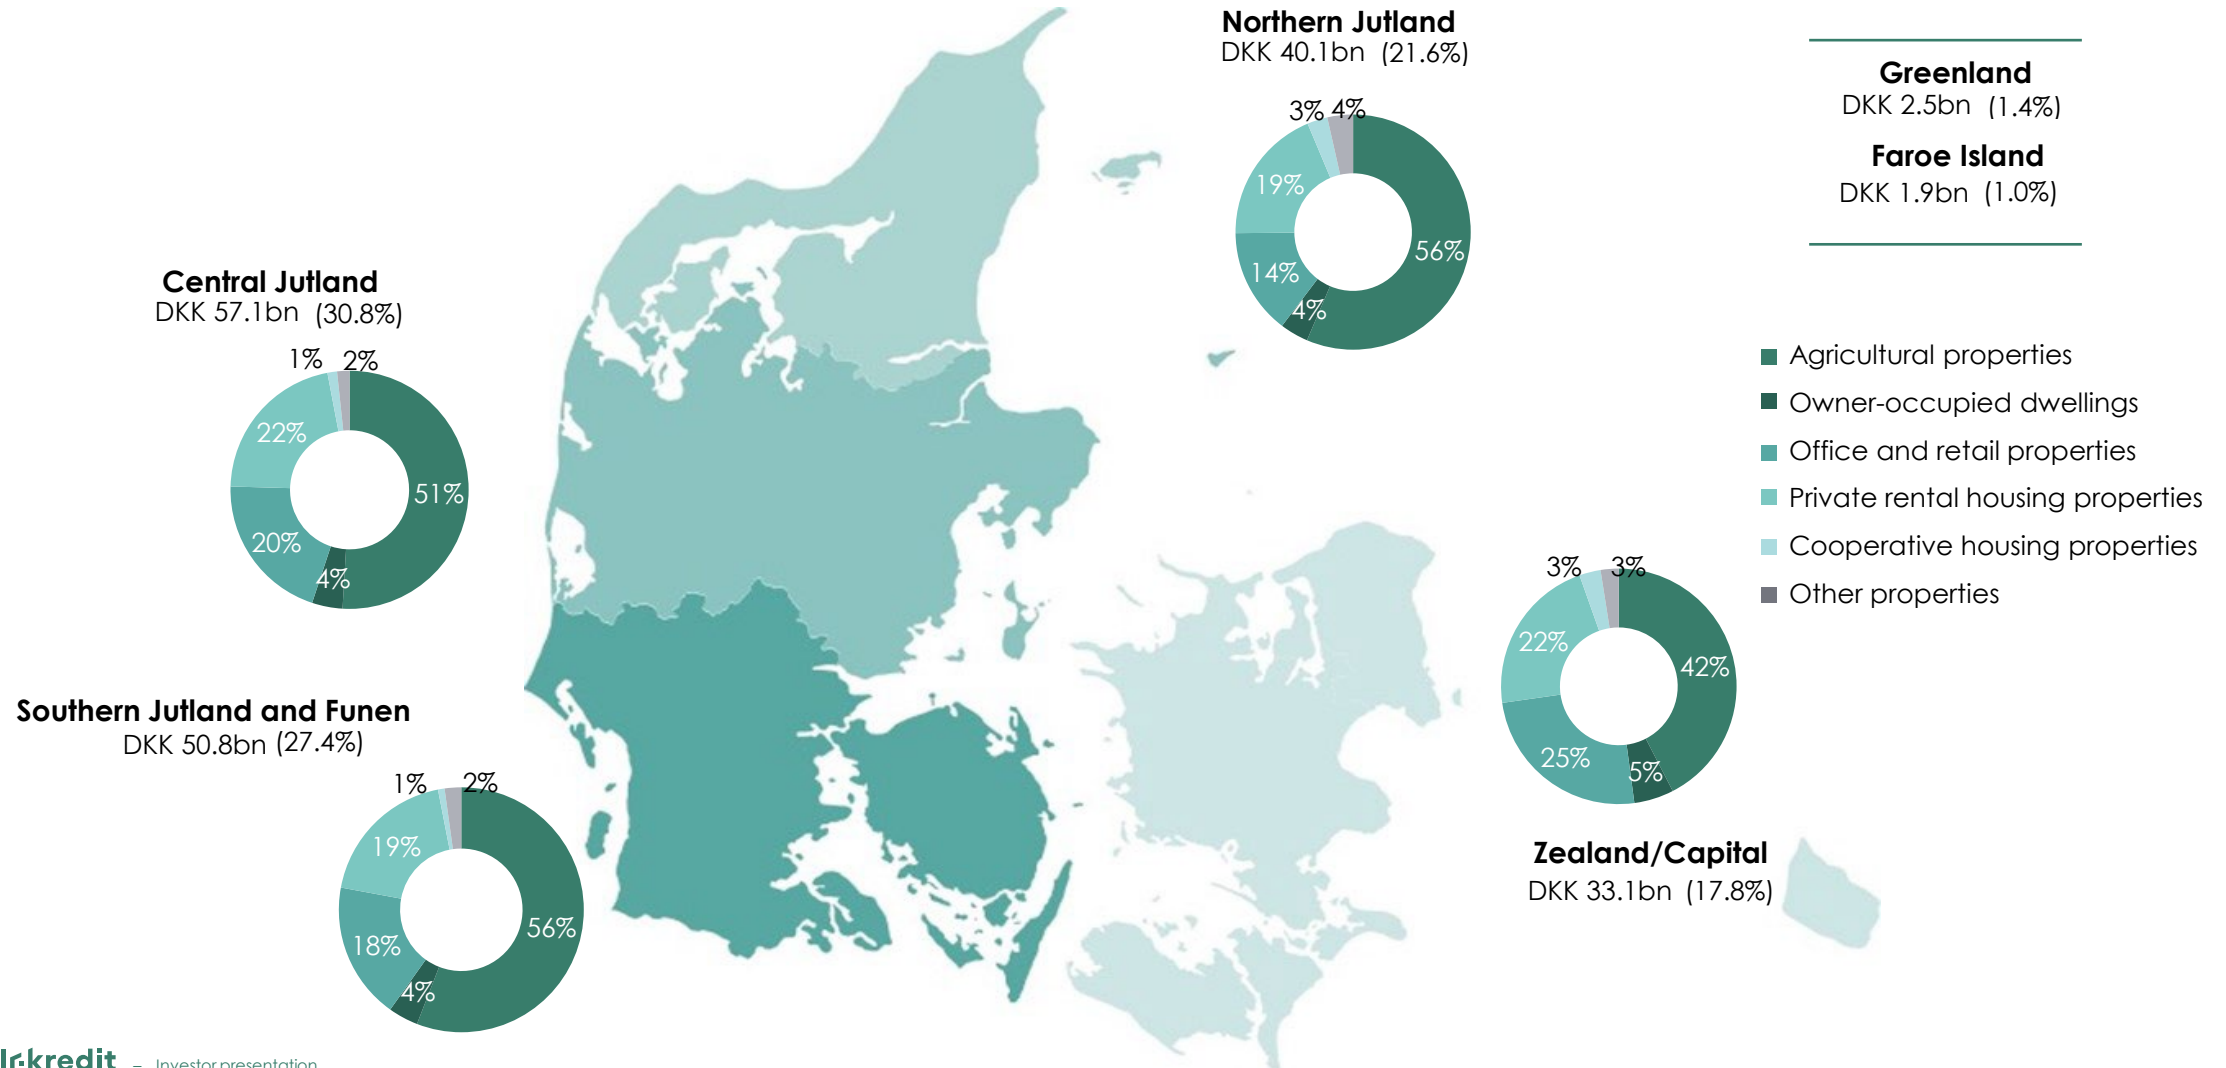 Northern Jutland
DKK 40.1bn (21.6%)
3% 4%
19%
56%
14%
4%
Greenland
DKK 2.5bn (1.4%)
Faroe Island
DKK 1.9bn (1.0%)
Central Jutland
DKK 57.1bn (30.8%)
1% 2%
22%
51%
20%
4%
Agricultural properties
Owner-occupied dwellings
Office and retail properties
Private rental housing properties
Cooperative housing properties
Other properties
3% 3%
22%
42%
25%
5%
Zealand/Capital
DKK 33.1bn (17.8%)
Southern Jutland and Funen
DKK 50.8bn (27.4%)
1% 2%
19%
56%
18%
4%
– Investor presentation